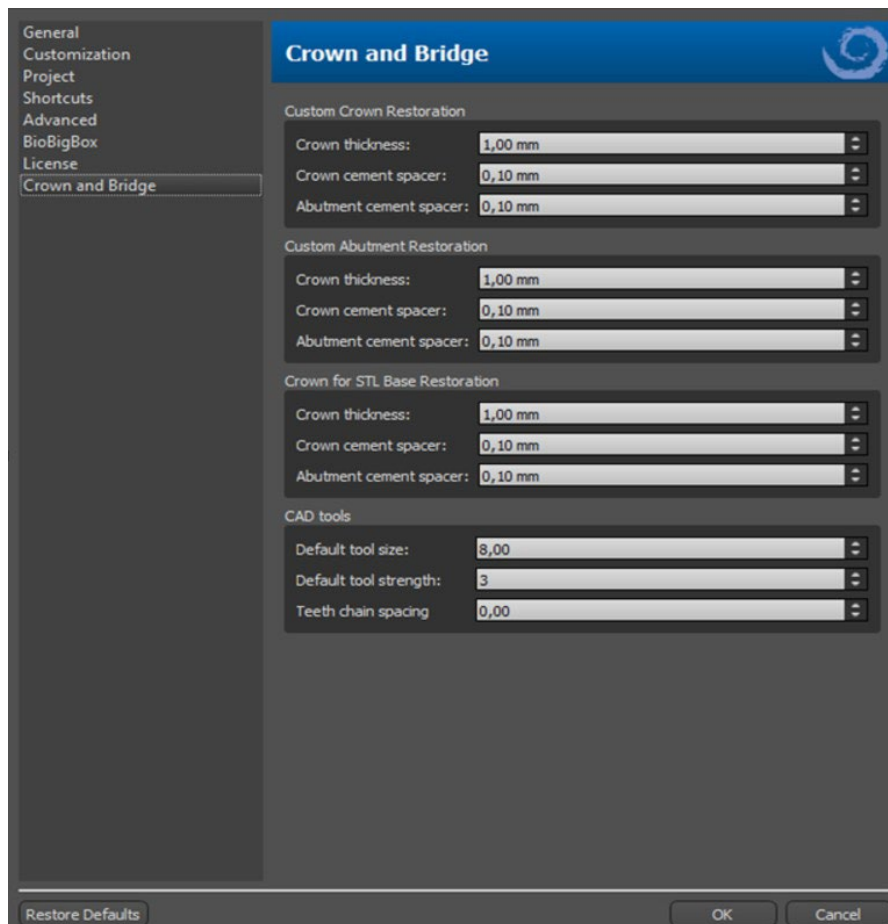 General
Customization
Project
Shortcuts
Advanced
BioBigBox
License
Crown and Bridge
Crown and Bridge
Custom Crown Restoration
Crown thickness: 1,00 mm
Crown cement spacer: 0,10 mm
Abutment cement spacer: 0,10 mm
Custom Abutment Restoration
Crown thickness: 1,00 mm
Crown cement spacer: 0,10 mm
Abutment cement spacer: 0,10 mm
Crown for STL Base Restoration
Crown thickness: 1,00 mm
Crown cement spacer: 0,10 mm
Abutment cement spacer: 0,10 mm
CAD tools
Default tool size: 8,00
Default tool strength: 3
Teeth chain spacing 0,00
Restore Defaults OK Cancel